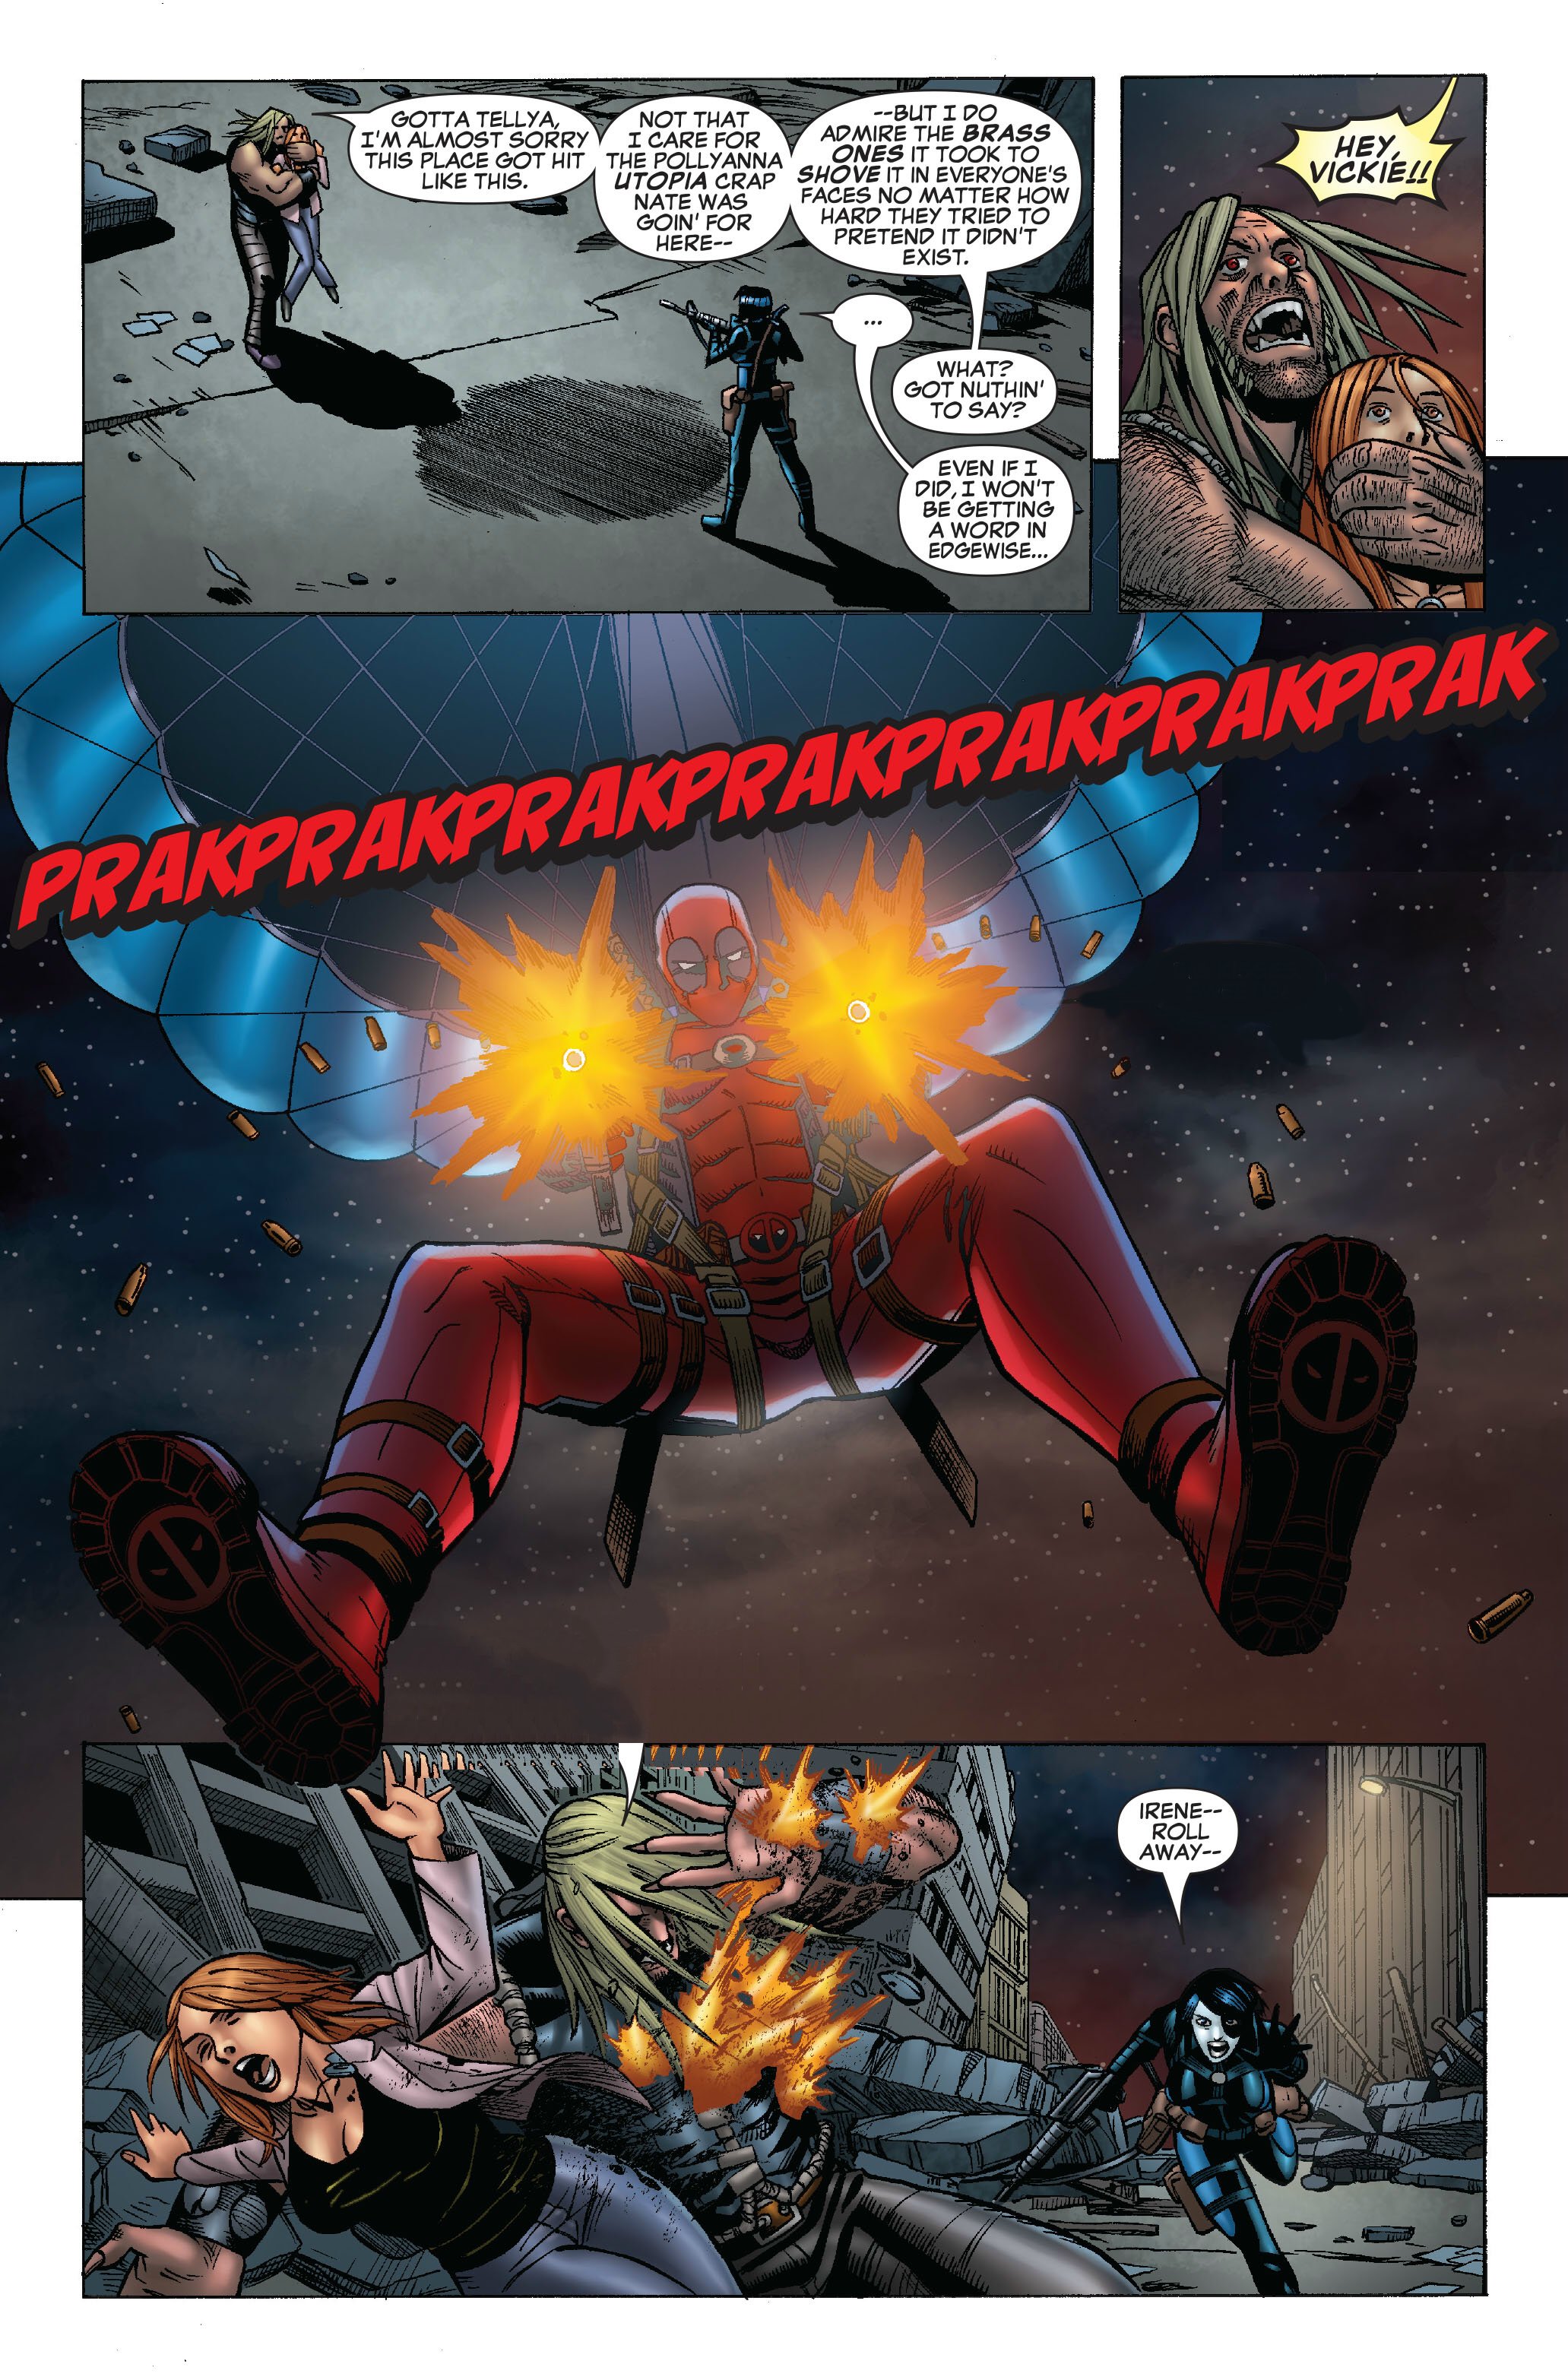 GOTTA TELLYA,
I'M ALMOST SORRY
THIS PLACE GOT HIT
LIKE THIS.
NOT THAT
I CARE FOR
THE POLLYANNA
UTOPIA CRAP
NATE WAS
GOIN' FOR
HERE--
--BUT I DO
ADMIRE THE BRASS
ONES IT TOOK TO
SHOVE IT IN EVERYONE'S
FACES NO MATTER HOW
HARD THEY TRIED TO
PRETEND IT DIDN'T
EXIST.
...
WHAT?
GOT NUTHIN'
TO SAY?
EVEN IF I
DID, I WON'T
BE GETTING
A WORD IN
EDGEWISE...
HEY,
VICKIE!!
PRAKPRAKPRAKPRAKPRAKPRAKPRAK
IRENE--
ROLL
AWAY--